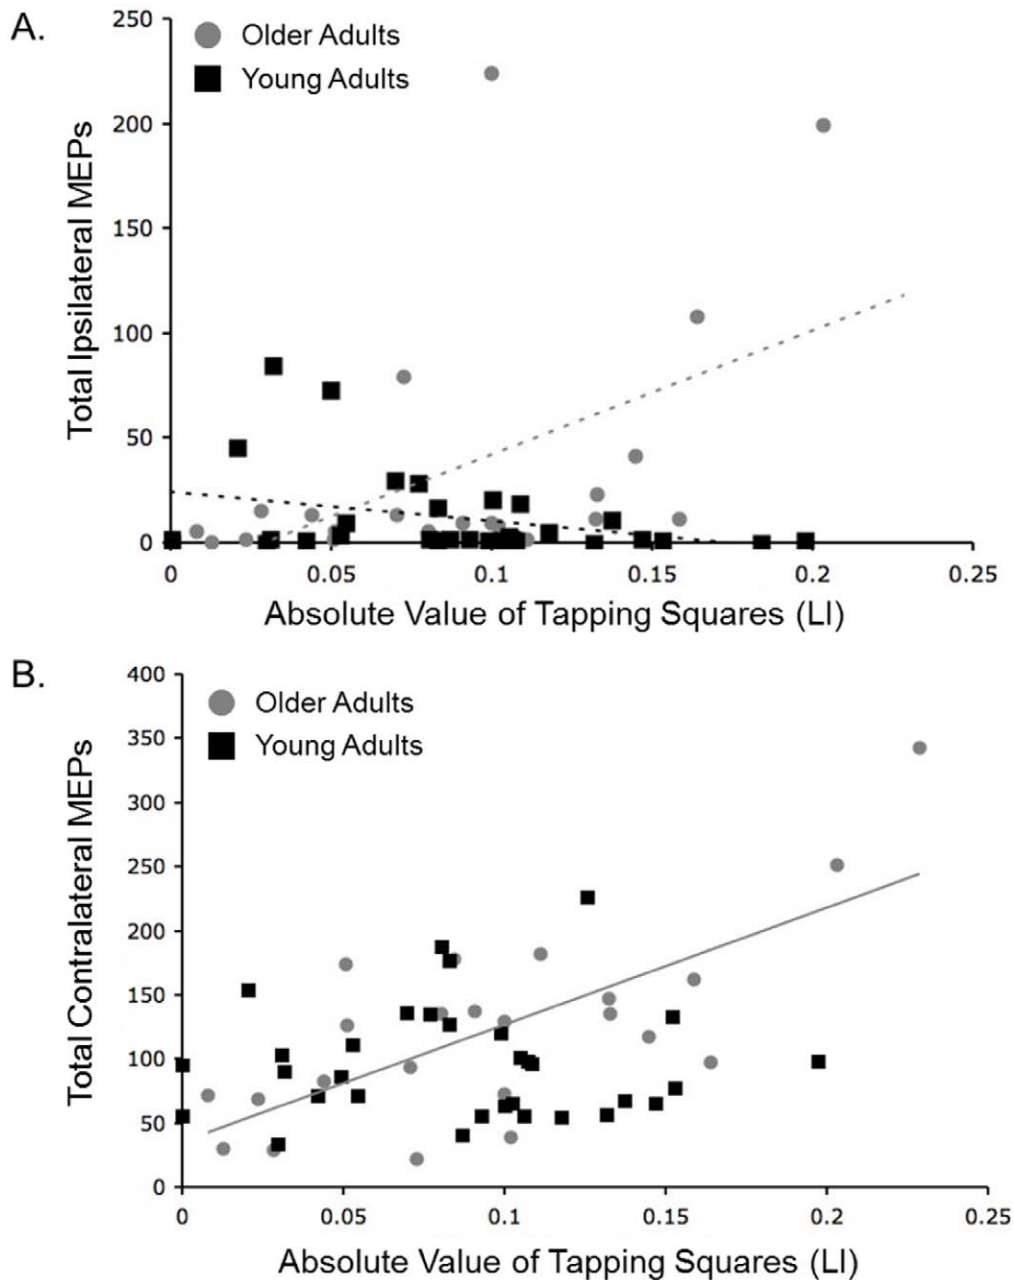 A.
Older Adults
Young Adults
Total Ipsilateral MEPs
250
200
150
100
50
0
0 0.05 0.1 0.15 0.2 0.25
Absolute Value of Tapping Squares (LI)
B.
Older Adults
Young Adults
Total Contralateral MEPs
400
350
300
250
200
150
100
50
0
0 0.05 0.1 0.15 0.2 0.25
Absolute Value of Tapping Squares (LI)